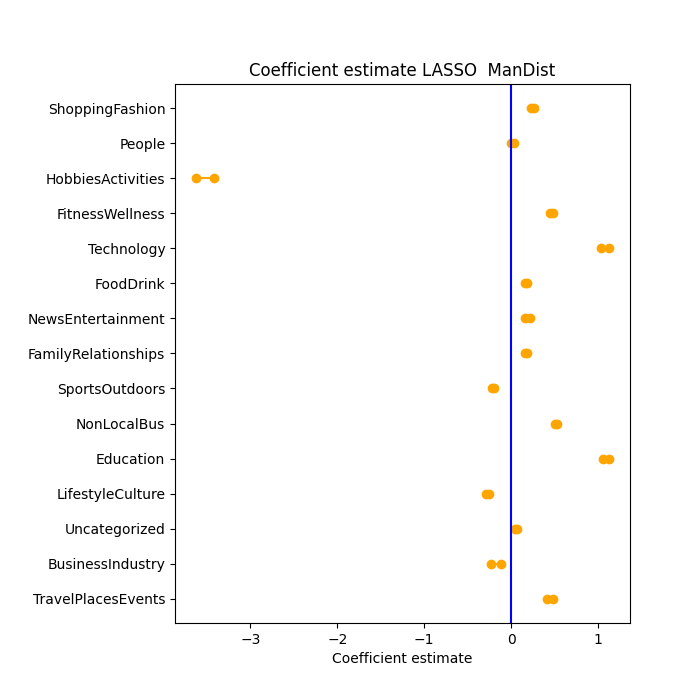 Coefficient estimate LASSO  ManDist
ShoppingFashion
People
HobbiesActivities
FitnessWellness
Technology
FoodDrink
NewsEntertainment
FamilyRelationships
SportsOutdoors
NonLocalBus
Education
LifestyleCulture
Uncategorized
BusinessIndustry
TravelPlacesEvents
−3 −2 −1 0 1
Coefficient estimate